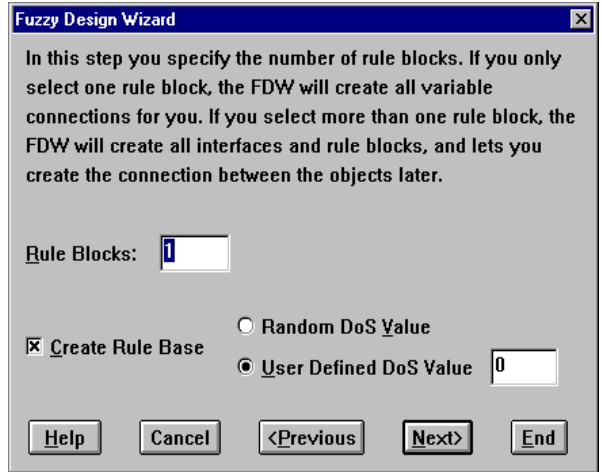 Fuzzy Design Wizard
In this step you specify the number of rule blocks. If you only
select one rule block, the FDW will create all variable
connections for you. If you select more than one rule block, the
FDW will create all interfaces and rule blocks, and lets you
create the connection between the objects later.
Rule Blocks: 1
Random DoS Value
Create Rule Base
User Defined DoS Value 0
Help Cancel <Previous Next> End